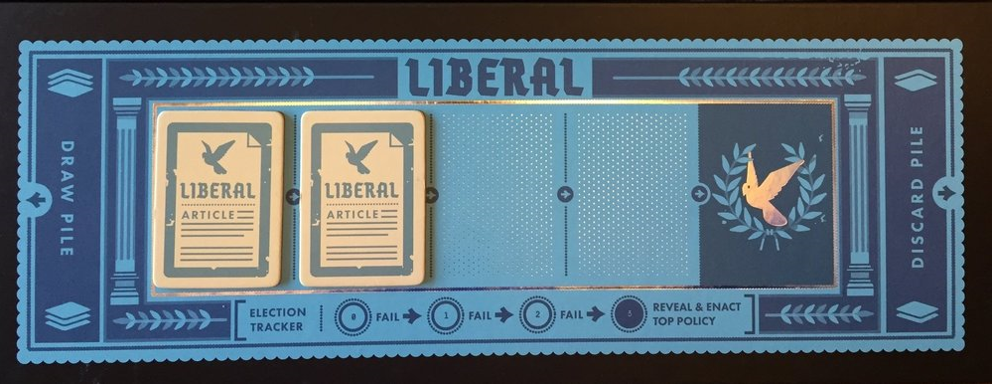 LIBERAL
DRAW PILE
LIBERAL
ARTICLE
LIBERAL
ARTICLE
DISCARD PILE
ELECTION
TRACKER
0 FAIL 1 FAIL 2 FAIL 3
REVEAL & ENACT
TOP POLICY